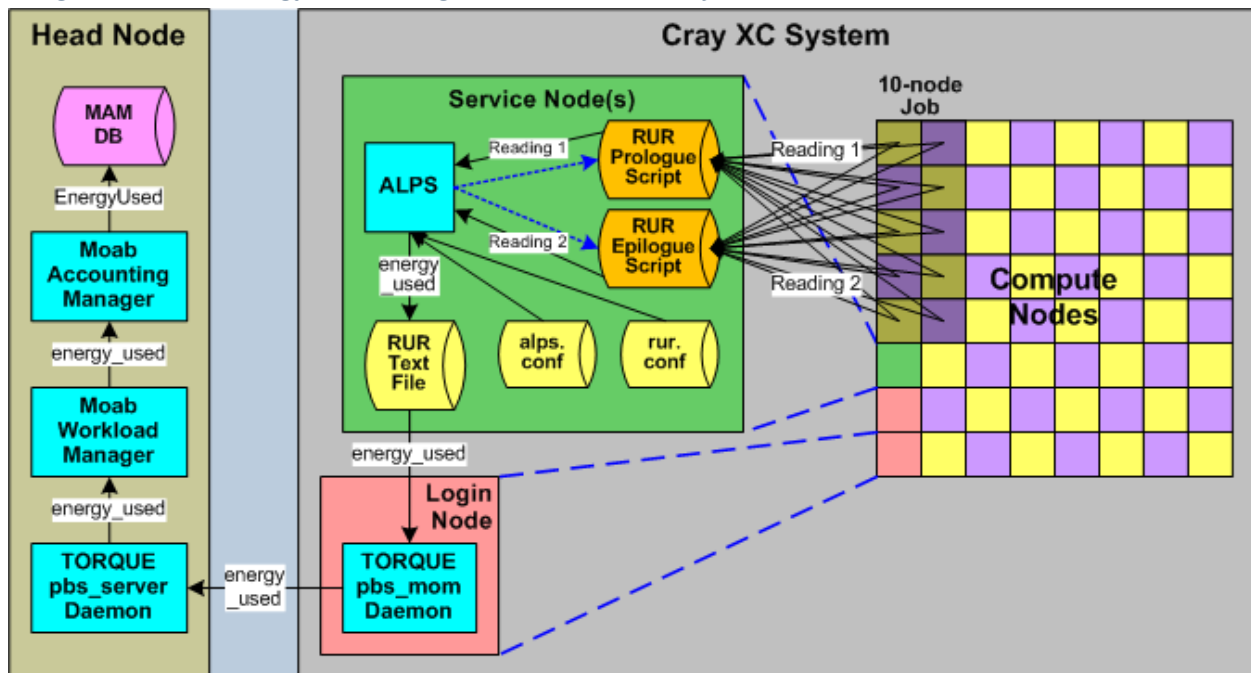 Head Node
MAM
DB
EnergyUsed
Moab
Accounting
Manager
energy_used
Moab
Workload
Manager
energy_used
TORQUE
pbs_server
Daemon
energy
_used
Cray XC System
Service Node(s)
ALPS
Reading 1
Reading 2
RUR
Prologue
Script
RUR
Epilogue
Script
energy
_used
RUR
Text
File
alps.
conf
rur.
conf
energy_used
Login
Node
TORQUE
pbs_mom
Daemon
10-node
Job
Reading 1
Reading 2
Compute
Nodes